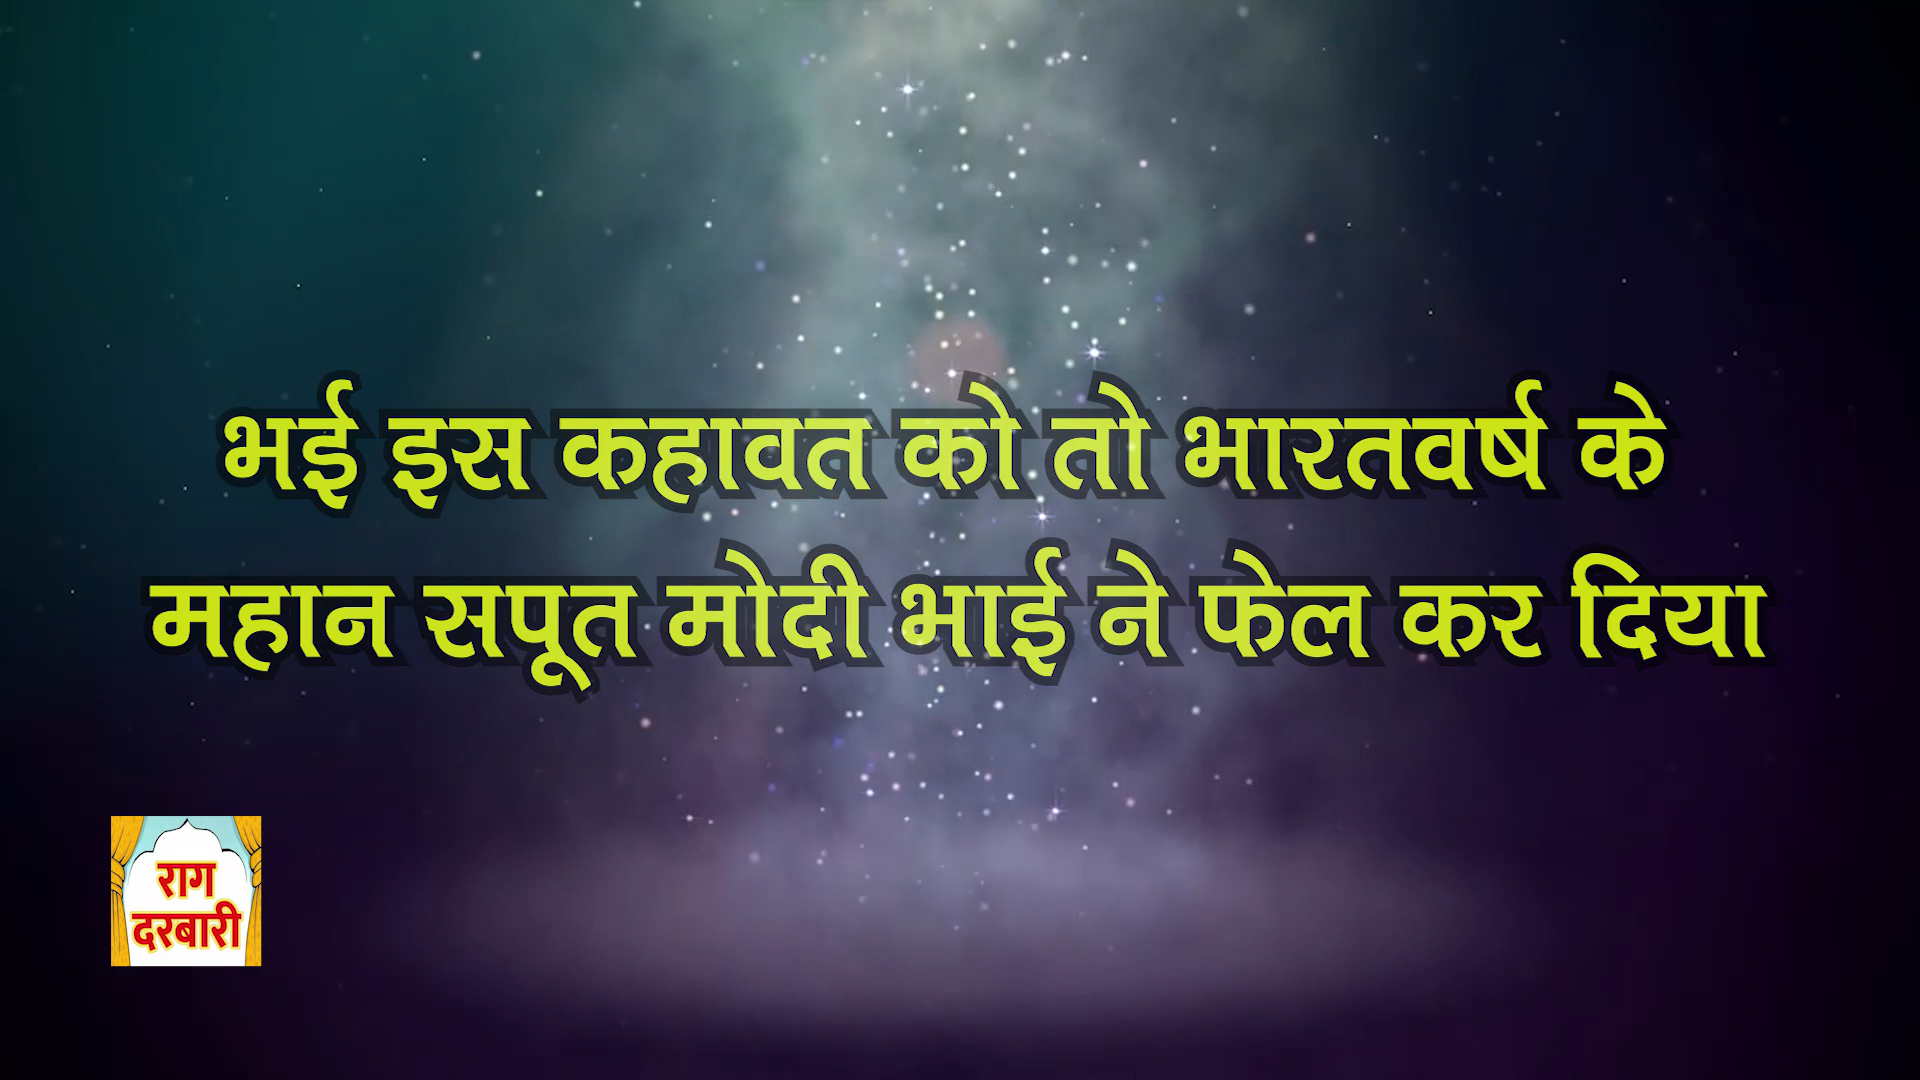 भई इस कहावत को तो भारतवर्ष के
महान सपूत मोदी भाई ने फेल कर दिया
राग
दरबारी